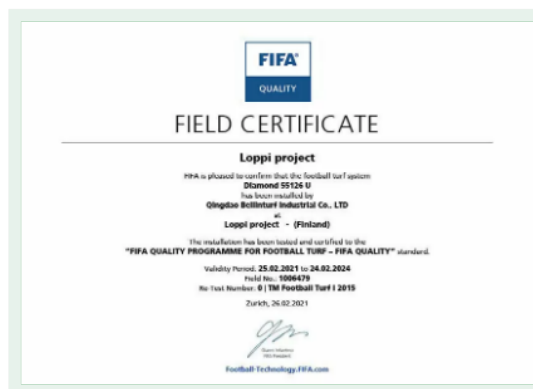 FIFA®
QUALITY
FIELD CERTIFICATE
Loppi project
FIFA is pleased to confirm that the football turf system
Diamond 55126 U
has been installed by
Qingdao Bellinturf Industrial Co., LTD
at
Loppi project - (Finland)
The installation has been tested and certified to the
"FIFA QUALITY PROGRAMME FOR FOOTBALL TURF – FIFA QUALITY" standard.
Validity Period: 25.02.2021 to 24.02.2024
Field No.: 1006479
Re-Test Number: 0 | TM Football Turf I 2015
Zurich, 26.02.2021
FIFA President
Football-Technology.FIFA.com